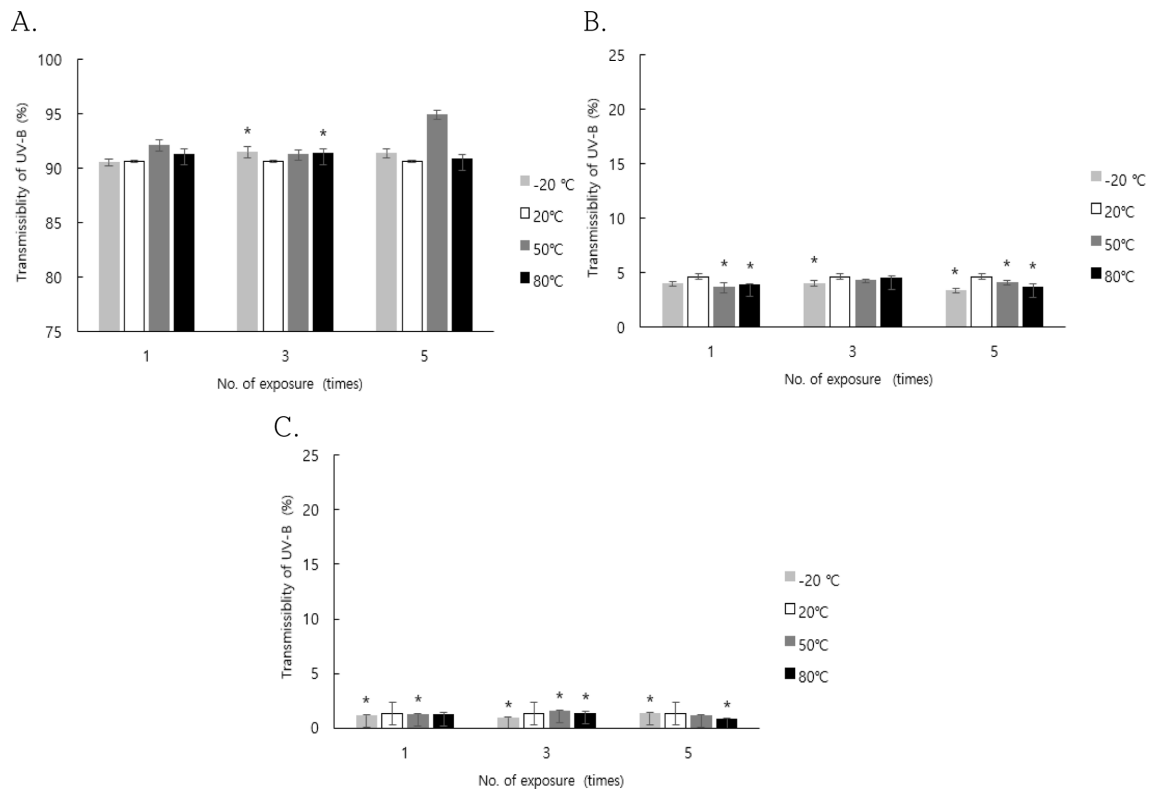 A.
Transmissiblity of UV-B (%)
100
95
90
85
80
75
* *
1 3 5
No. of exposure (times)
-20 ℃
20℃
50℃
80℃
B.
Transmissiblity of UV-B (%)
25
20
15
10
5
0
* * * * * *
1 3 5
No. of exposure (times)
-20 ℃
20℃
50℃
80℃
C.
Transmissiblity of UV-B (%)
25
20
15
10
5
0
* * * * * * *
1 3 5
No. of exposure (times)
-20 ℃
20℃
50℃
80℃